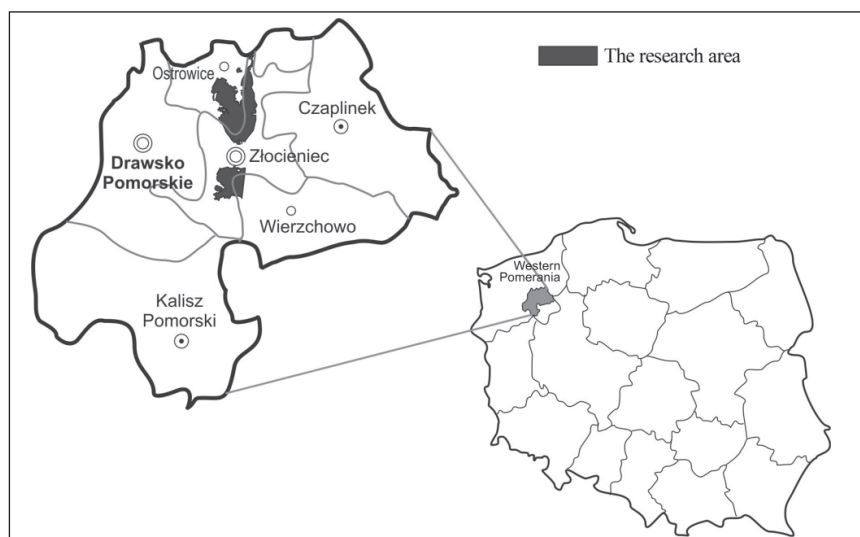 The research area
Ostrowice
Czaplinek
Drawsko
Pomorskie
Złocieniec
Wierzchowo
Kalisz
Pomorski
Western
Pomerania